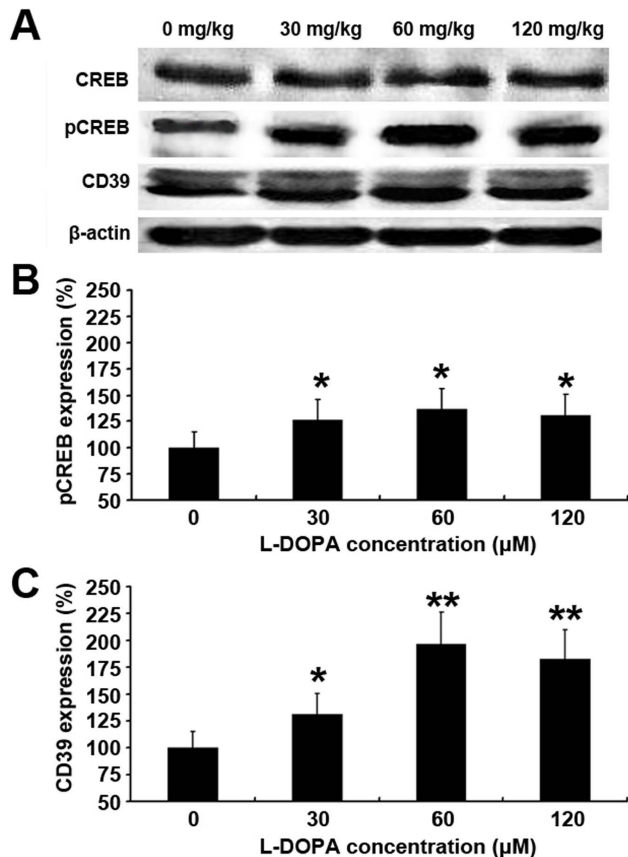 A
0 mg/kg 30 mg/kg 60 mg/kg 120 mg/kg
CREB
pCREB
CD39
β-actin
B
pCREB expression (%)
250
225
200
175
150
125
100
75
50
* * *
0 30 60 120
L-DOPA concentration (µM)
C
CD39 expression (%)
250
225
200
175
150
125
100
75
50
* ** **
0 30 60 120
L-DOPA concentration (µM)